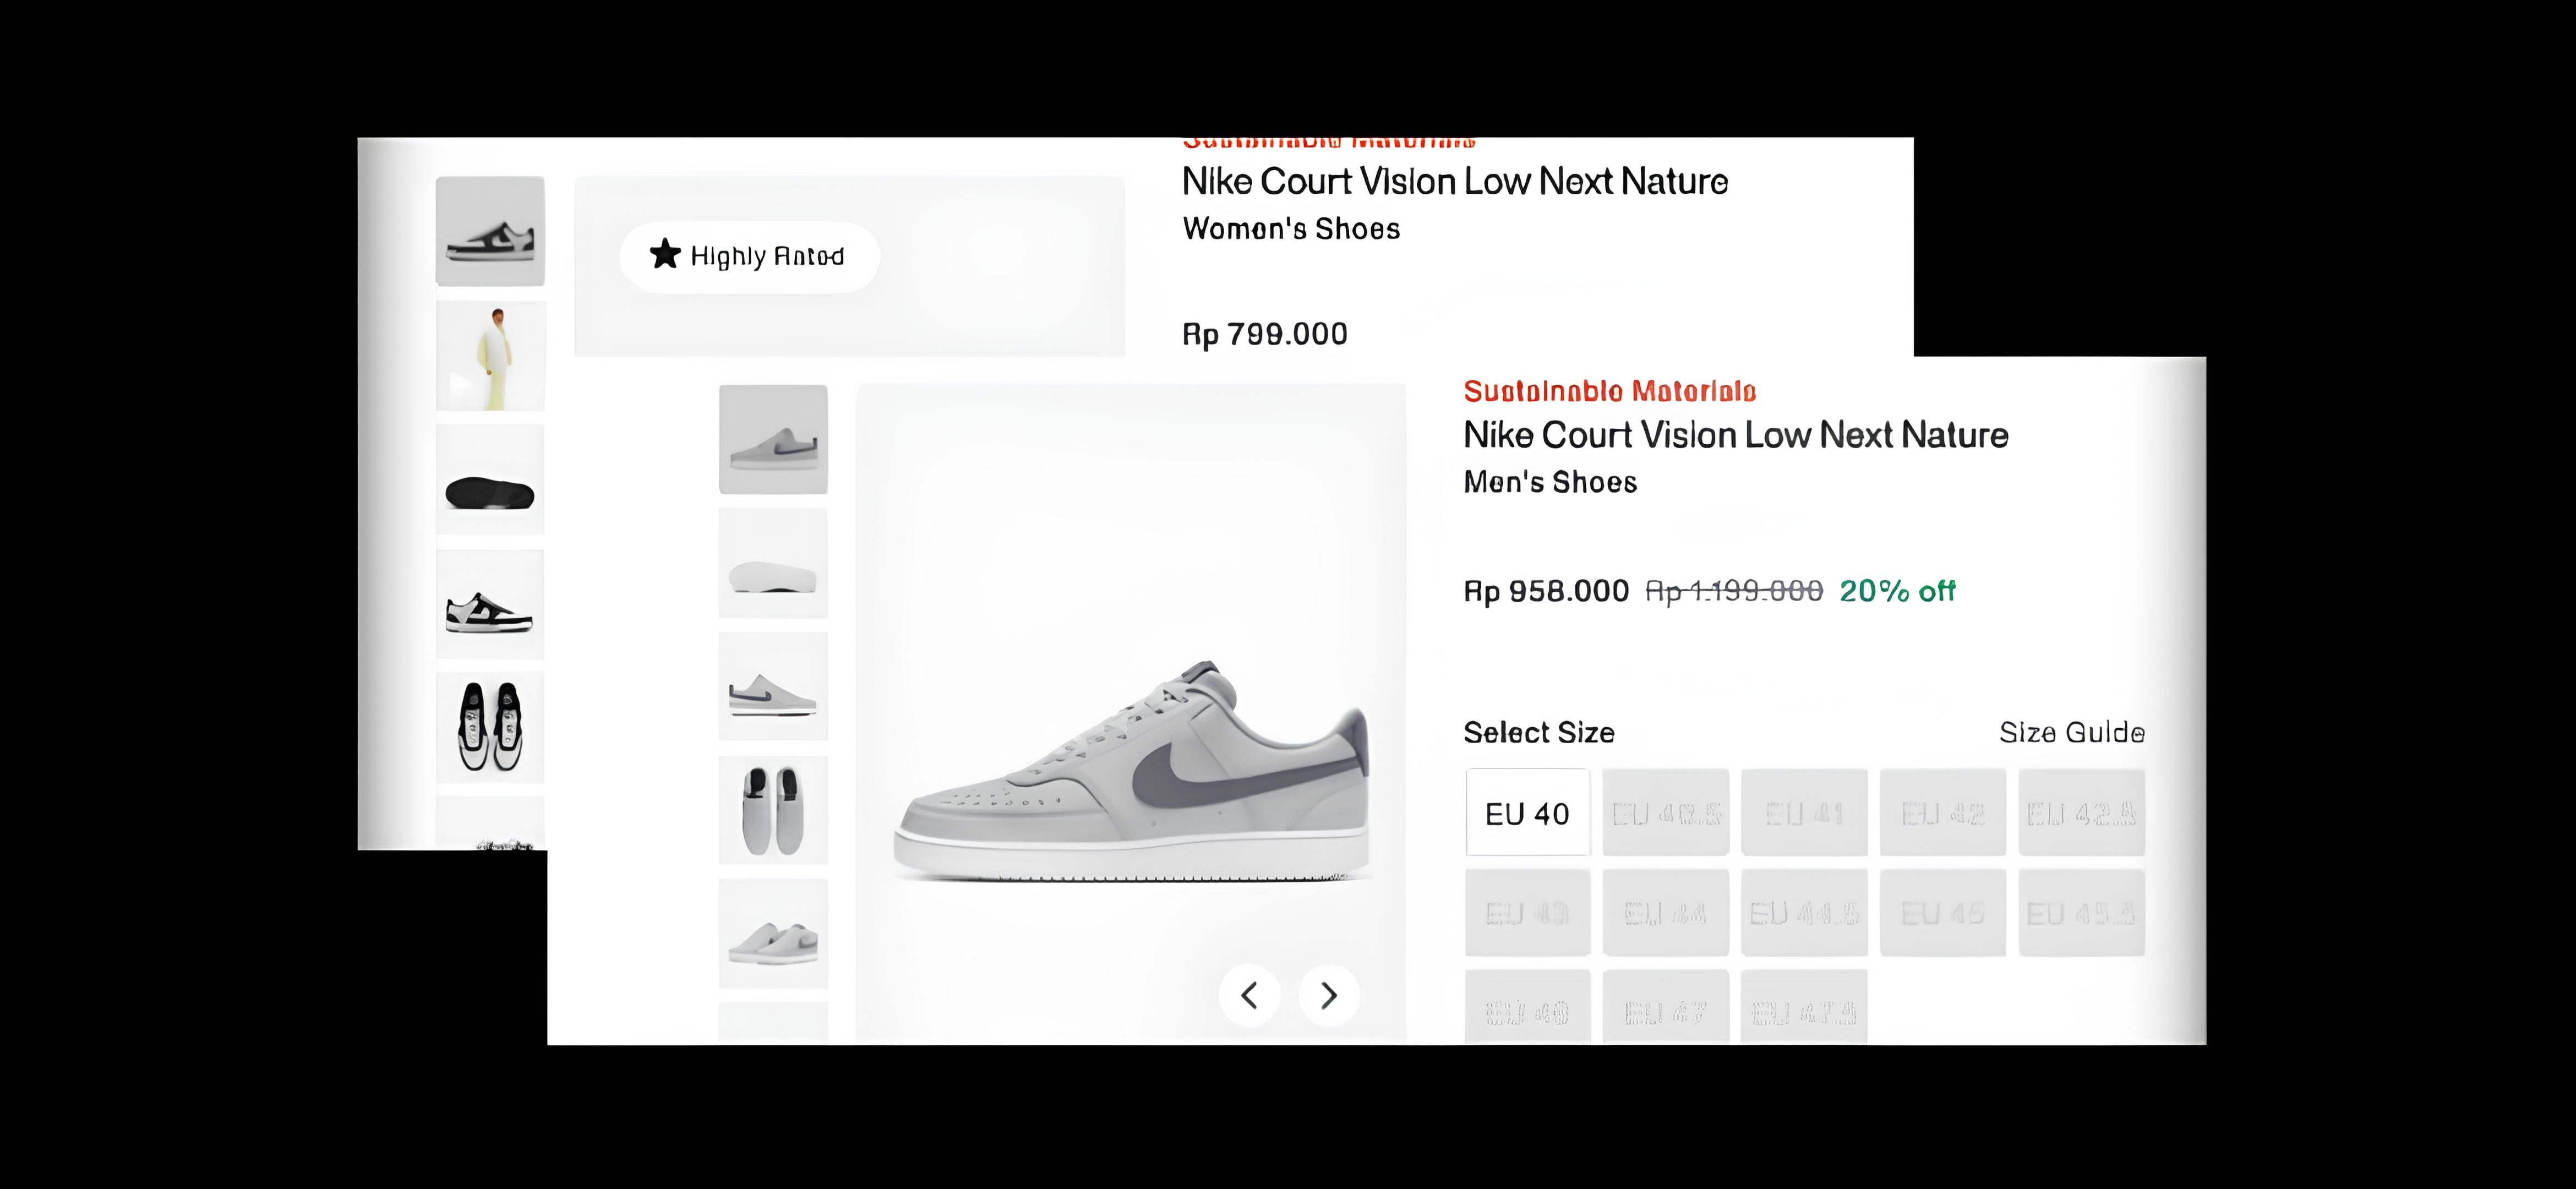 Sustainable Materials
Nike Court Vision Low Next Nature
Women's Shoes
Highly Rated
Rp 799.000
Sustainable Materials
Nike Court Vision Low Next Nature
Men's Shoes
Rp 958.000 Rp 1.199.000 20% off
Select Size Size Guide
EU 40 EU 40.5 EU 41 EU 42 EU 42.5
EU 43 EU 44 EU 44.5 EU 45 EU 45.5
EU 47 EU 47.5